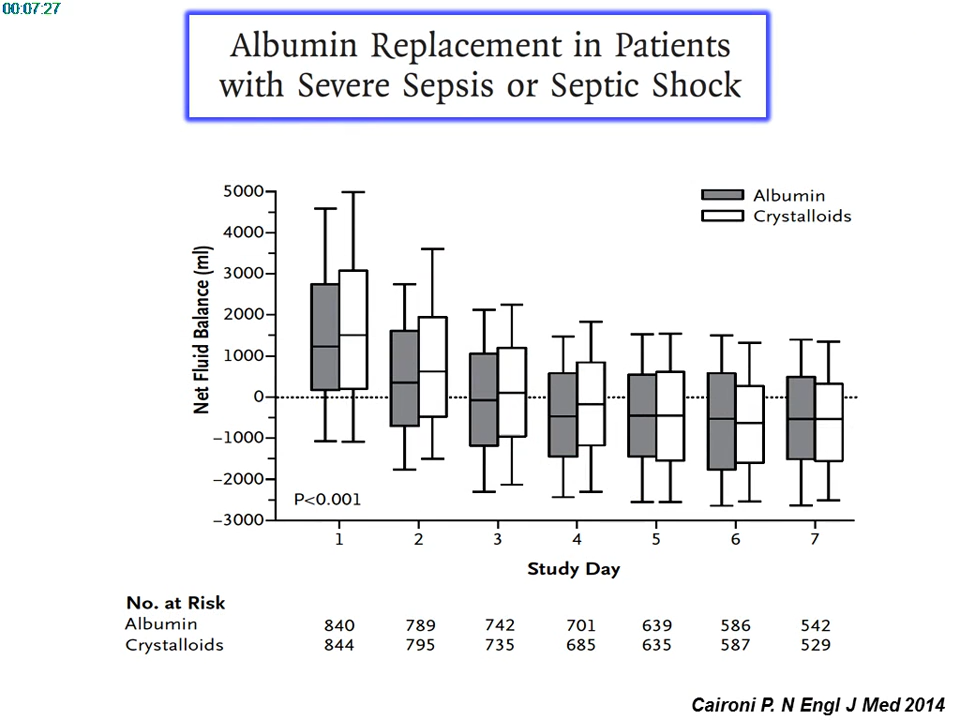 00:07:27
Albumin Replacement in Patients
with Severe Sepsis or Septic Shock
Albumin
Crystalloids
Net Fluid Balance (ml)
5000
4000
3000
2000
1000
0
−1000
−2000
−3000
P<0.001
1 2 3 4 5 6 7
Study Day
No. at Risk
Albumin 840 789 742 701 639 586 542
Crystalloids 844 795 735 685 635 587 529
Caironi P. N Engl J Med 2014